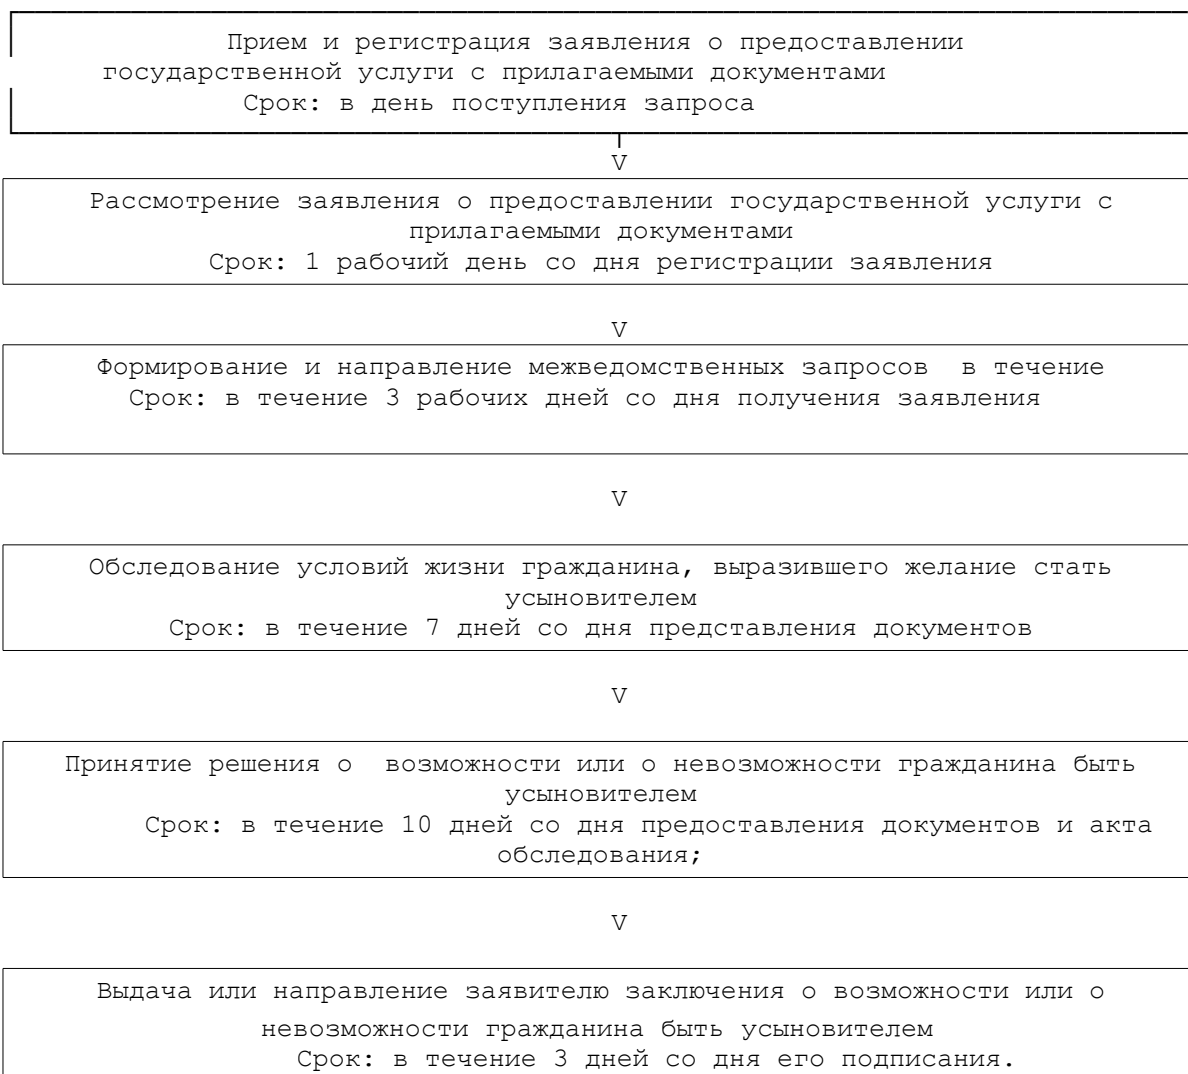 Прием и регистрация заявления о предоставлении
государственной услуги с прилагаемыми документами
Срок: в день поступления запроса
V
Рассмотрение заявления о предоставлении государственной услуги с
прилагаемыми документами
Срок: 1 рабочий день со дня регистрации заявления
V
Формирование и направление межведомственных запросов  в течение
Срок: в течение 3 рабочих дней со дня получения заявления
V
Обследование условий жизни гражданина, выразившего желание стать
усыновителем
Срок: в течение 7 дней со дня представления документов
V
Принятие решения о  возможности или о невозможности гражданина быть
усыновителем
Срок: в течение 10 дней со дня предоставления документов и акта
обследования;
V
Выдача или направление заявителю заключения о возможности или о
невозможности гражданина быть усыновителем
Срок: в течение 3 дней со дня его подписания.